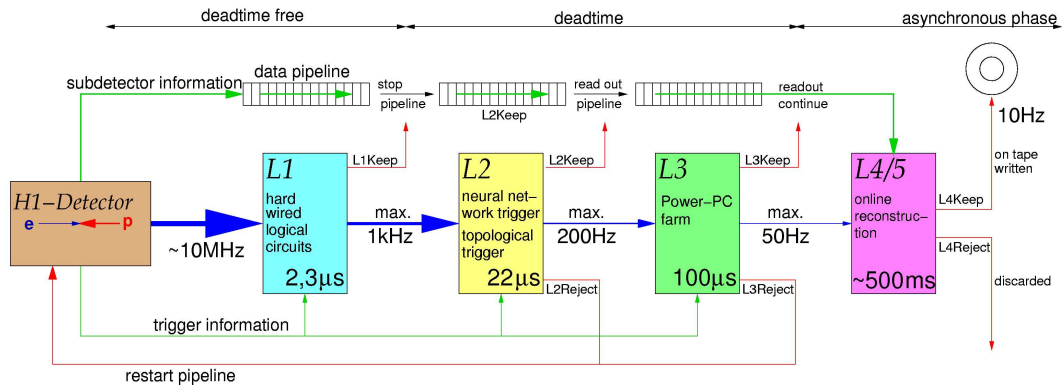 deadtime free
deadtime
asynchronous phase
subdetector information
data pipeline
stop
pipeline
L2Keep
read out
pipeline
readout
continue
10Hz
on tape
written
L1Keep
L2Keep
L3Keep
L4Keep
H1-Detector
e
p
~10MHz
L1
hard
wired
logical
circuits
2,3µs
max.
1kHz
L2
neural net-
work trigger
topological
trigger
22µs
max.
200Hz
L3
Power-PC
farm
100µs
max.
50Hz
L4/5
online
reconstruc-
tion
~500ms
L4Reject
discarded
L2Reject
L3Reject
trigger information
restart pipeline